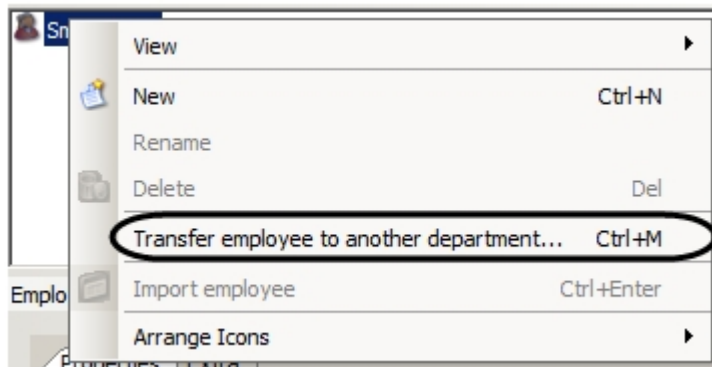 View
New Ctrl+N
Rename
Delete Del
Transfer employee to another department... Ctrl+M
Import employee Ctrl+Enter
Arrange Icons